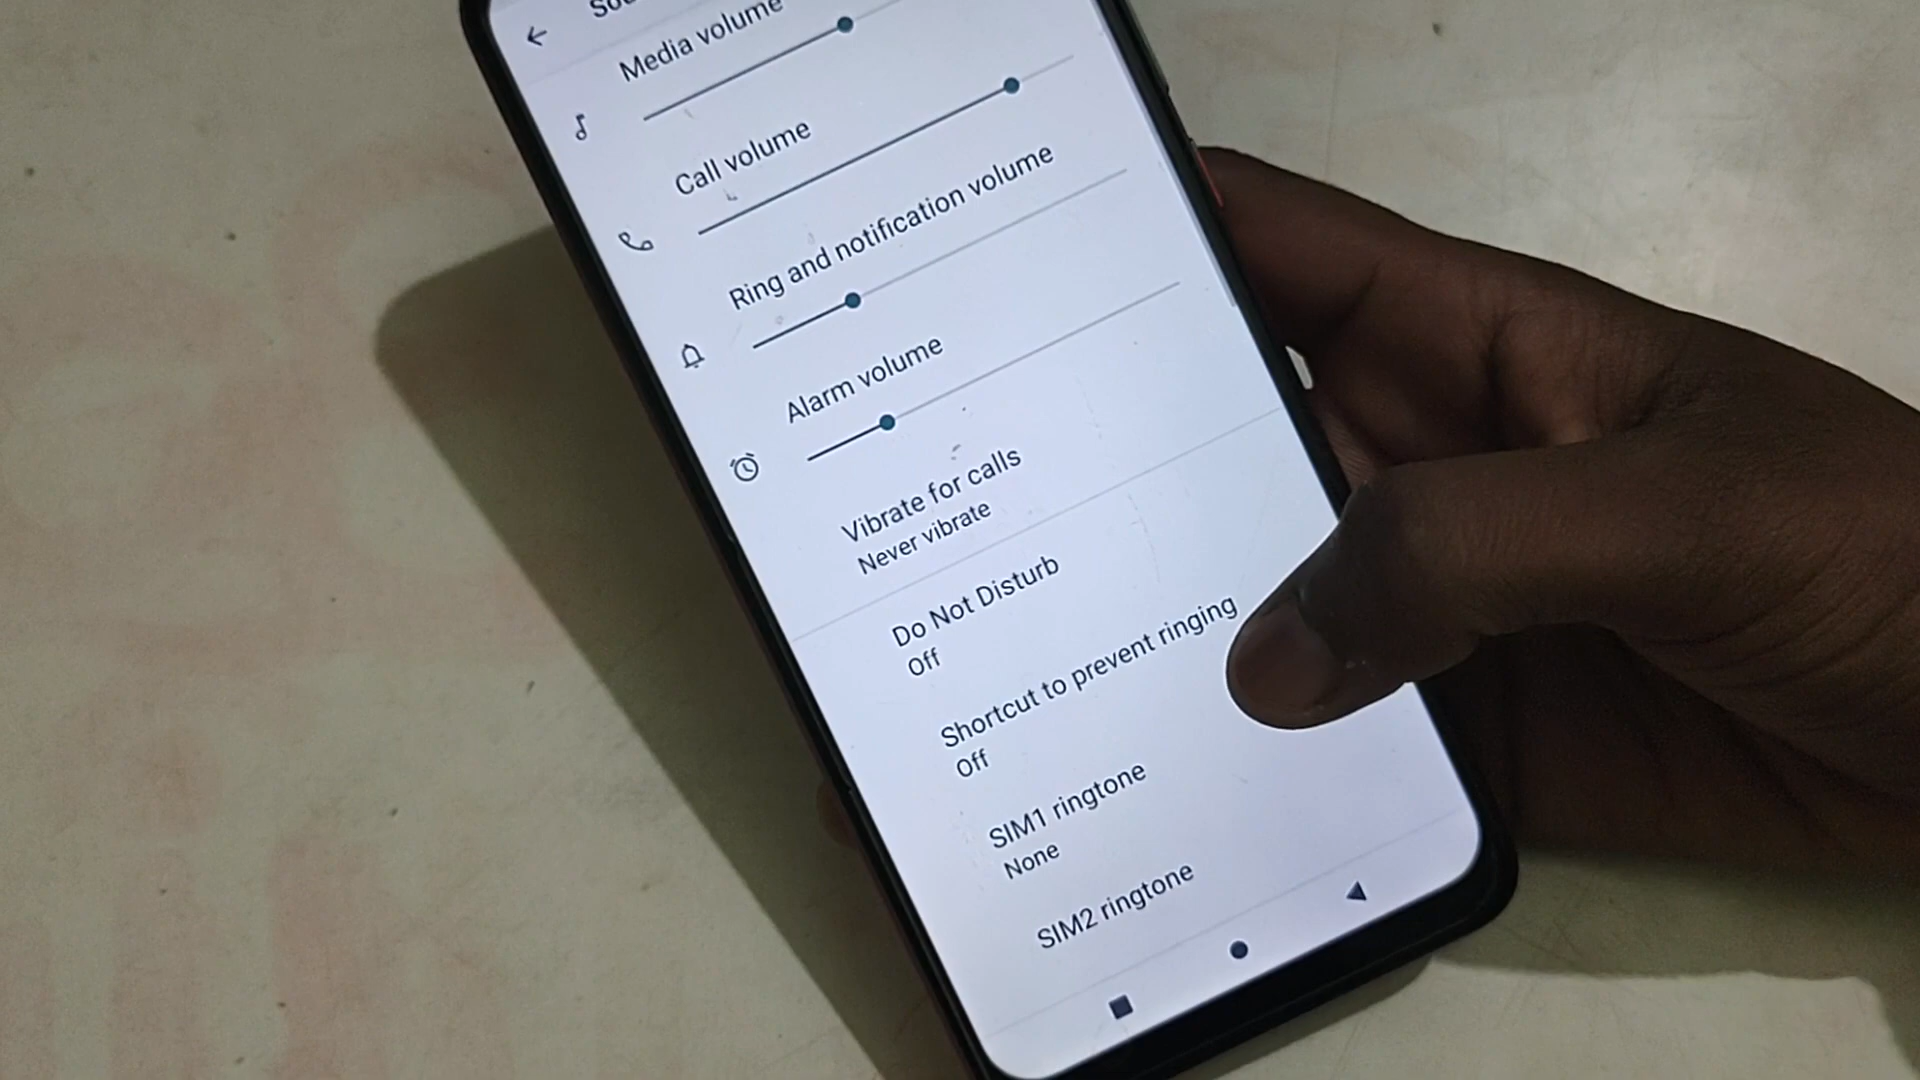 Media volume
Call volume
Ring and notification volume
Alarm volume
Vibrate for calls
Never vibrate
Do Not Disturb
Off
Shortcut to prevent ringing
Off
SIM1 ringtone
None
SIM2 ringtone